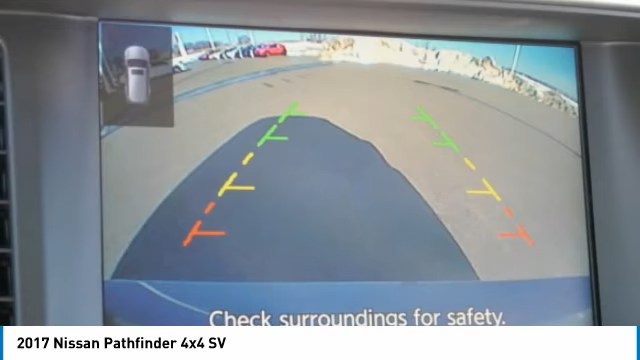 Check surroundings for safety.
2017 Nissan Pathfinder 4x4 SV